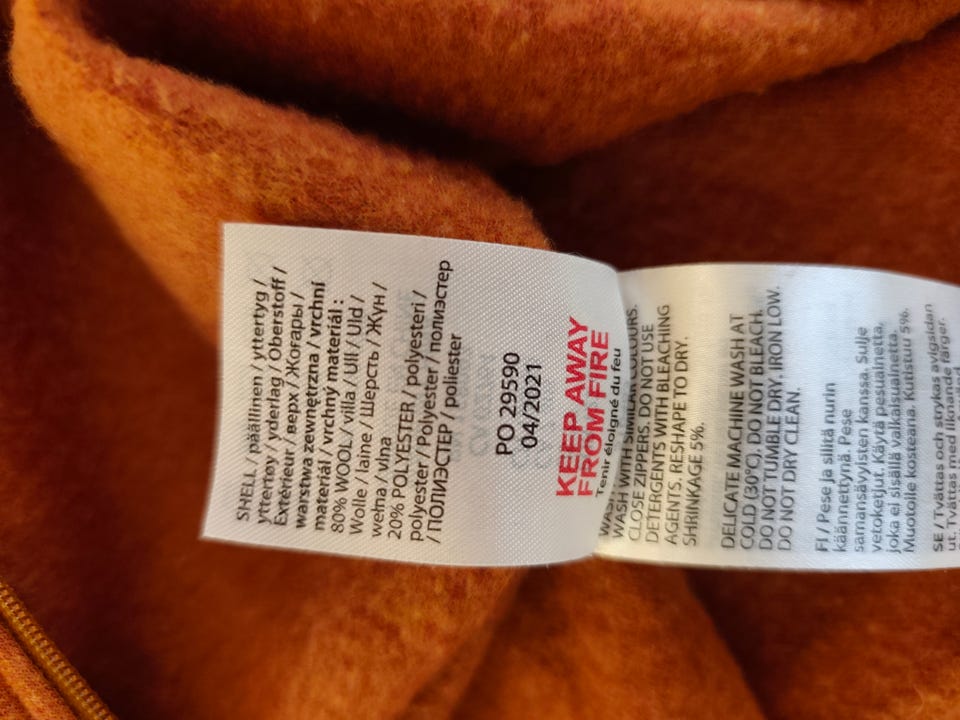 SHELL / päällinen / yttertyg /
yttertøy / yderlag / Oberstoff /
Extérieur / верх / Жоғары /
warstwa zewnętrzna / vrchní
materiál / vrchný materiál :
80% WOOL / villa / Ull / Uld /
Wolle / laine / Шерсть / Жүн /
wełna / vlna
20% POLYESTER / polyesteri /
polyester / Polyester / полиэстер
/ ПОЛИЭСТЕР / poliester
PO 29590
04/2021
KEEP AWAY
FROM FIRE
Tenir éloigné du feu
WASH WITH SIMILAR COLOURS.
CLOSE ZIPPERS. DO NOT USE
DETERGENTS WITH BLEACHING
AGENTS. RESHAPE TO DRY.
SHRINKAGE 5%.
DELICATE MACHINE WASH AT
COLD (30°C). DO NOT BLEACH.
DO NOT TUMBLE DRY. IRON LOW.
DO NOT DRY CLEAN.
FI / Pese ja silitä nurin
käännettynä. Pese
samansävyisten kanssa. Sulje
vetoketjut. Käytä pesuainetta,
joka ei sisällä valkaisuainetta.
Muotoile kosteana. Kutistuu 5%.
SE / Tvättas och strykas avigsidan
ut. Tvättas med liknande färger.